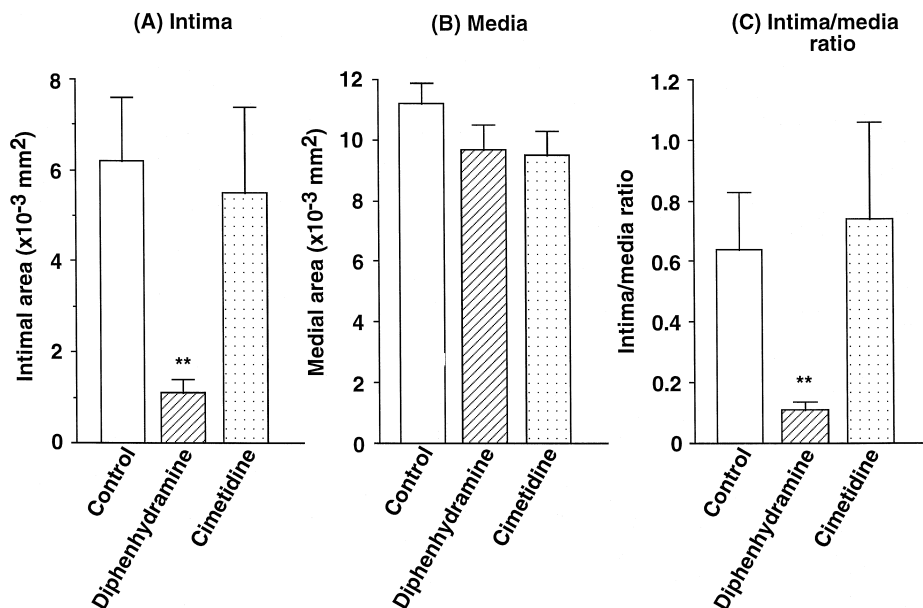 (A) Intima
8
6
4
2
0
Intimal area (x10-3 mm2)
**
Control
Diphenhydramine
Cimetidine
(B) Media
12
10
8
6
4
2
0
Medial area (x10-3 mm2)
Control
Diphenhydramine
Cimetidine
(C) Intima/media
ratio
1.2
1.0
0.8
0.6
0.4
0.2
0
Intima/media ratio
**
Control
Diphenhydramine
Cimetidine